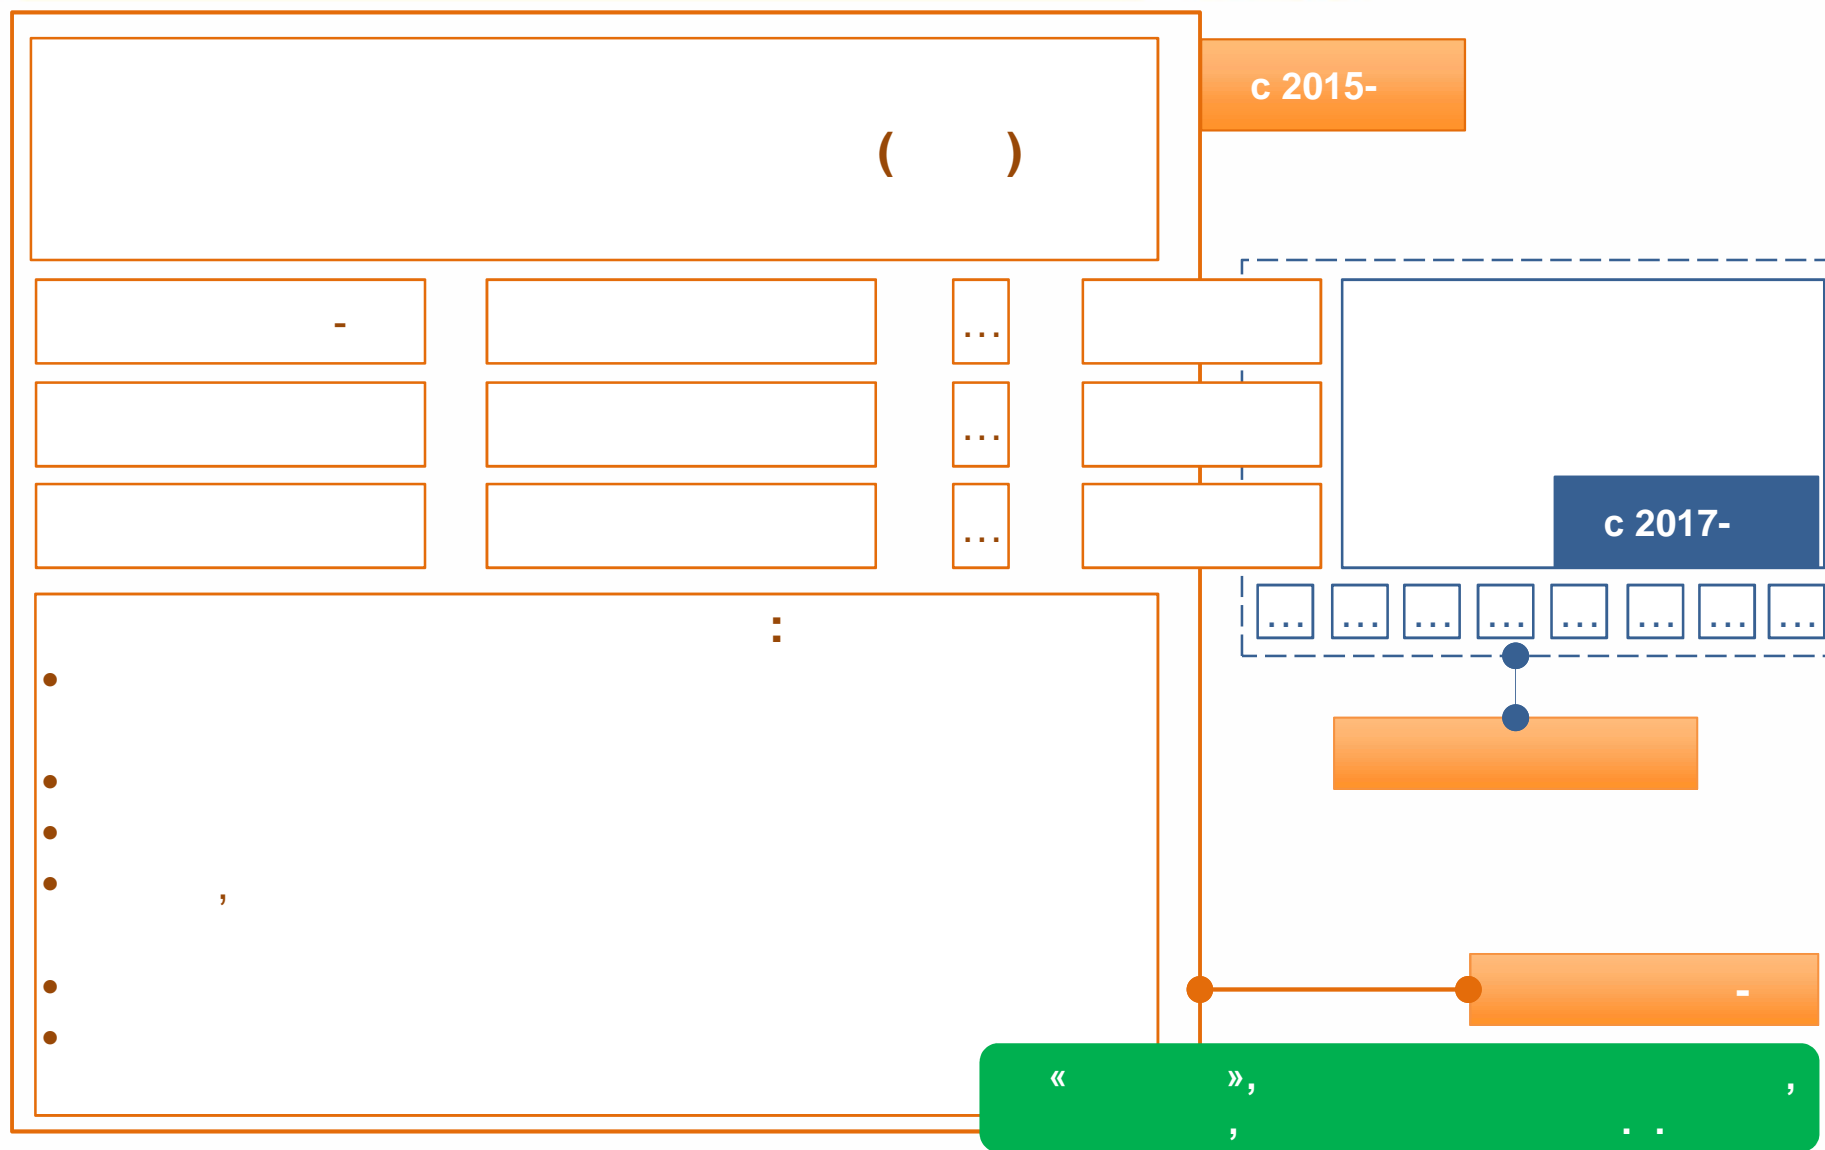 с 2015-
( )
- …
…
…
с 2017-
… … … … … … … …
:
•
•
•
• ,
•
•
-
« », ,
, . .